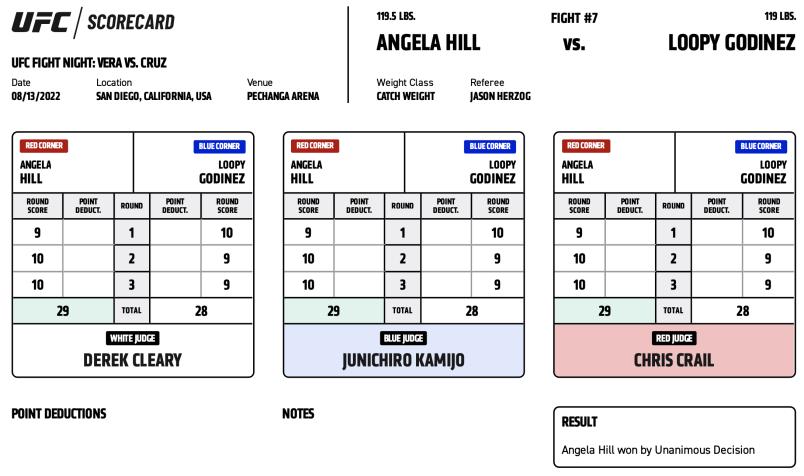 UFC / SCORECARD
UFC FIGHT NIGHT: VERA VS. CRUZ
Date Location Venue
08/13/2022 SAN DIEGO, CALIFORNIA, USA PECHANGA ARENA
119.5 LBS. FIGHT #7 119 LBS.
ANGELA HILL VS. LOOPY GODINEZ
Weight Class Referee
CATCH WEIGHT JASON HERZOG
RED CORNER BLUE CORNER
ANGELA LOOPY
HILL GODINEZ
ROUND SCORE POINT DEDUCT. ROUND POINT DEDUCT. ROUND SCORE
9 1 10
10 2 9
10 3 9
29 TOTAL 28
WHITE JUDGE
DEREK CLEARY
RED CORNER BLUE CORNER
ANGELA LOOPY
HILL GODINEZ
ROUND SCORE POINT DEDUCT. ROUND POINT DEDUCT. ROUND SCORE
9 1 10
10 2 9
10 3 9
29 TOTAL 28
BLUE JUDGE
JUNICHIRO KAMIJO
RED CORNER BLUE CORNER
ANGELA LOOPY
HILL GODINEZ
ROUND SCORE POINT DEDUCT. ROUND POINT DEDUCT. ROUND SCORE
9 1 10
10 2 9
10 3 9
29 TOTAL 28
RED JUDGE
CHRIS CRAIL
POINT DEDUCTIONS
NOTES
RESULT
Angela Hill won by Unanimous Decision